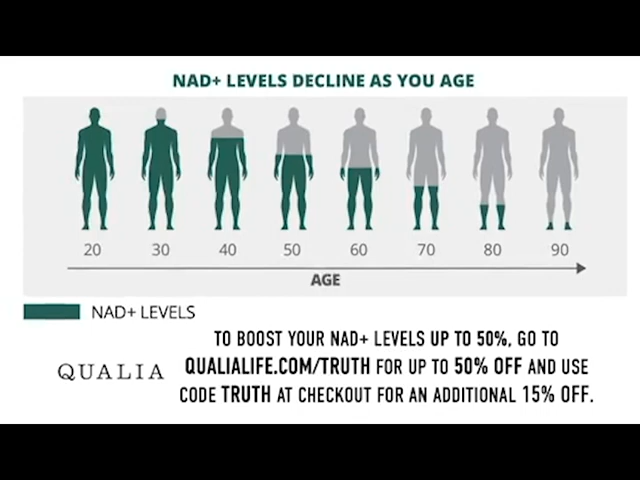 NAD+ LEVELS DECLINE AS YOU AGE
20 30 40 50 60 70 80 90
AGE
NAD+ LEVELS
TO BOOST YOUR NAD+ LEVELS UP TO 50%, GO TO
QUALIALIFE.COM/TRUTH FOR UP TO 50% OFF AND USE
CODE TRUTH AT CHECKOUT FOR AN ADDITIONAL 15% OFF.
QUALIA